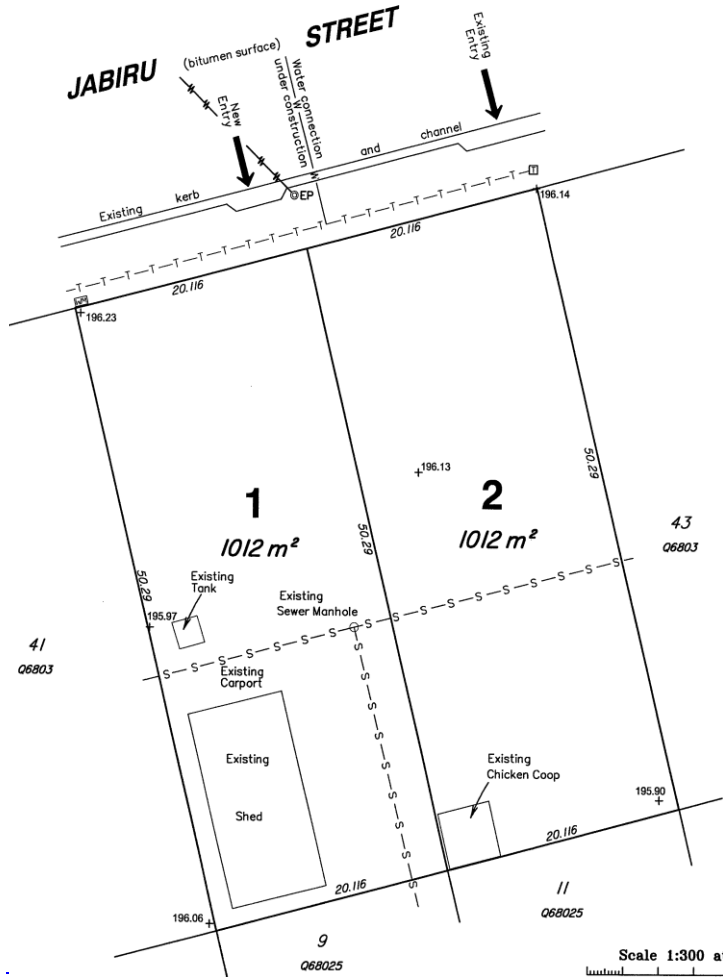 JABIRU STREET
(bitumen surface)
Existing
Entry
New
Entry
Water connection
under construction
W
W
Existing kerb and channel
EP
T
196.14
T T T T T T T T T T T T T T T T T
20.116
20.116
WM
196.23
196.13
1
1012 m²
2
1012 m²
50.29
50.29
50.29
43
Q6803
Existing
Tank
Existing
Sewer Manhole
195.97
41
Q6803
S S S S S S S S S S S S S S S S
Existing
Carport
S S S S S S S S
Existing
Shed
Existing
Chicken Coop
195.90
20.116
20.116
196.06
9
Q68025
11
Q68025
Scale 1:300